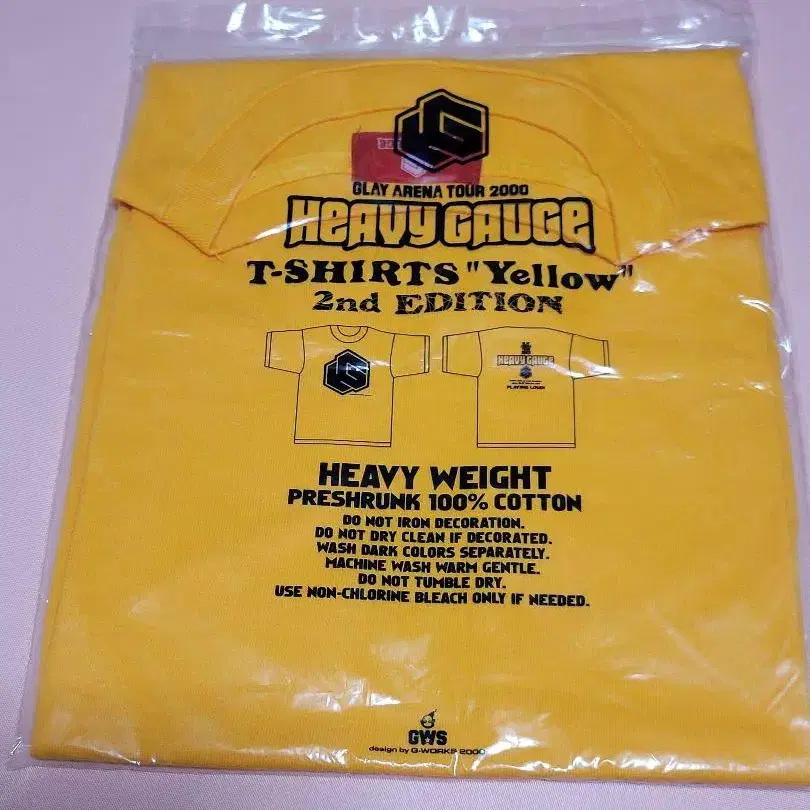 GLAY ARENA TOUR 2000
HEAVY GAUGE
T-SHIRTS "Yellow"
2nd EDITION
HEAVY GAUGE
PLAYING LOUD!
HEAVY WEIGHT
PRESHRUNK 100% COTTON
DO NOT IRON DECORATION.
DO NOT DRY CLEAN IF DECORATED.
WASH DARK COLORS SEPARATELY.
MACHINE WASH WARM GENTLE.
DO NOT TUMBLE DRY.
USE NON-CHLORINE BLEACH ONLY IF NEEDED.
GWS
design by G-WORKS 2000